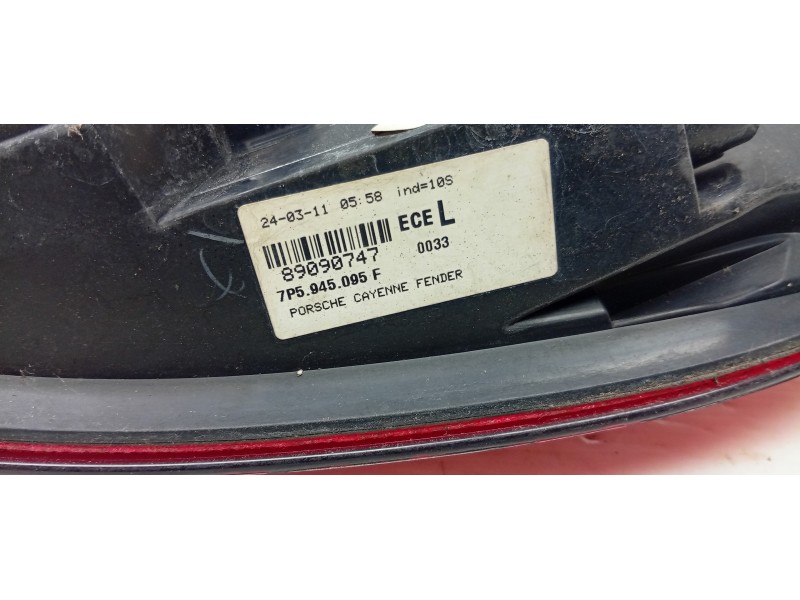 24-03-11 05:58 ind=10S
ECE L
89090747 0033
7P5.945.095 F
PORSCHE CAYENNE FENDER